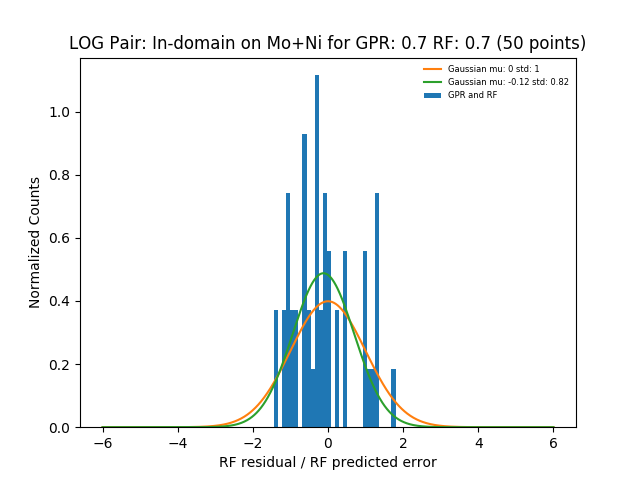 LOG Pair: In-domain on Mo+Ni for GPR: 0.7 RF: 0.7 (50 points)
Gaussian mu: 0 std: 1
Gaussian mu: -0.12 std: 0.82
GPR and RF
Normalized Counts
1.0
0.8
0.6
0.4
0.2
0.0
−6
−4
−2
0
2
4
6
RF residual / RF predicted error